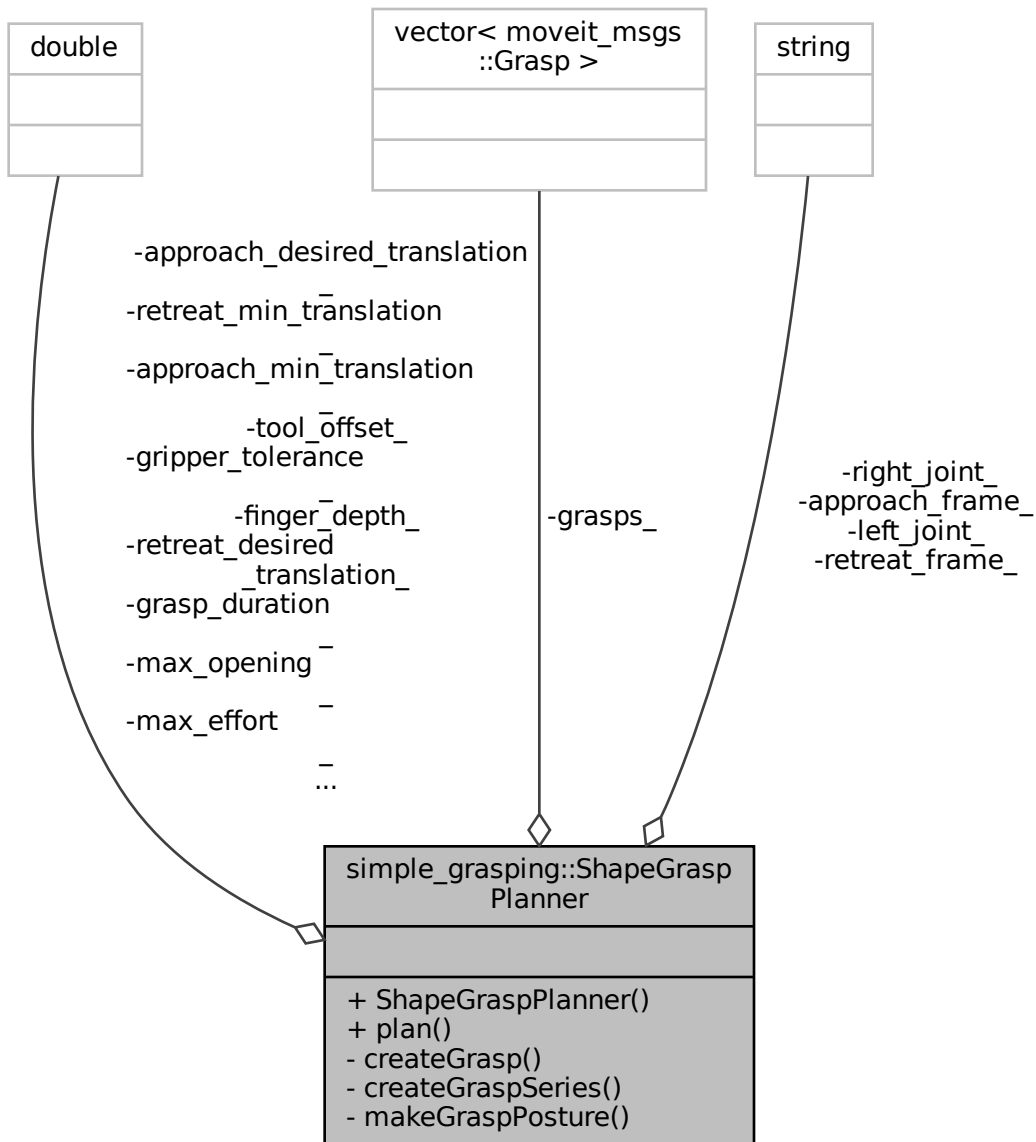 double
vector< moveit_msgs
::Grasp >
string
-approach_desired_translation
_
-retreat_min_translation
_
-approach_min_translation
_
-tool_offset_
-gripper_tolerance
_
-finger_depth_
-retreat_desired
_translation_
-grasp_duration
_
-max_opening
_
-max_effort
_
...
-grasps_
-right_joint_
-approach_frame_
-left_joint_
-retreat_frame_
simple_grasping::ShapeGrasp
Planner
+ ShapeGraspPlanner()
+ plan()
- createGrasp()
- createGraspSeries()
- makeGraspPosture()